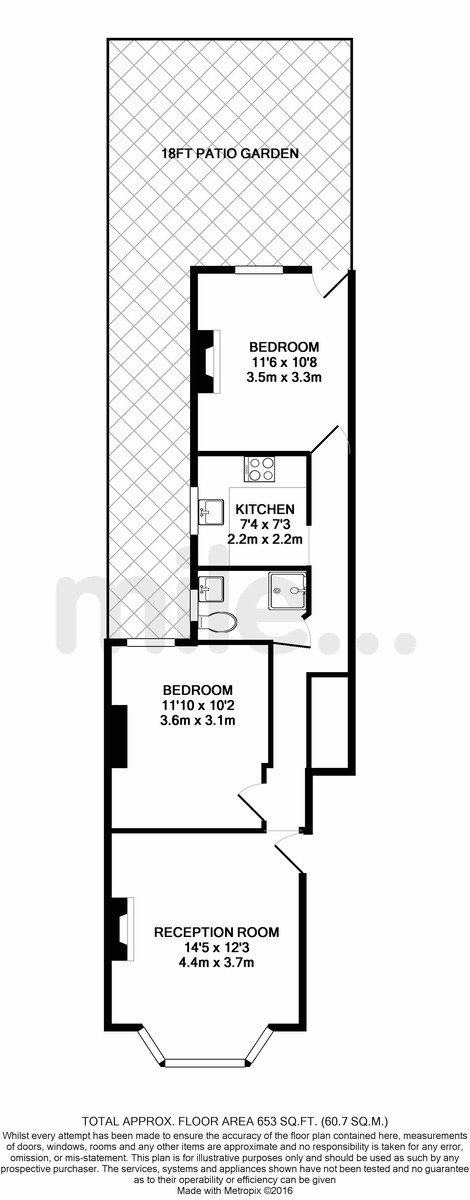 18FT PATIO GARDEN
BEDROOM
11'6 x 10'8
3.5m x 3.3m
KITCHEN
7'4 x 7'3
2.2m x 2.2m
mile...
BEDROOM
11'10 x 10'2
3.6m x 3.1m
RECEPTION ROOM
14'5 x 12'3
4.4m x 3.7m
TOTAL APPROX. FLOOR AREA 653 SQ.FT. (60.7 SQ.M.)
Whilst every attempt has been made to ensure the accuracy of the floor plan contained here, measurements
of doors, windows, rooms and any other items are approximate and no responsibility is taken for any error,
omission, or mis-statement. This plan is for illustrative purposes only and should be used as such by any
prospective purchaser. The services, systems and appliances shown have not been tested and no guarantee
as to their operability or efficiency can be given
Made with Metropix ©2016